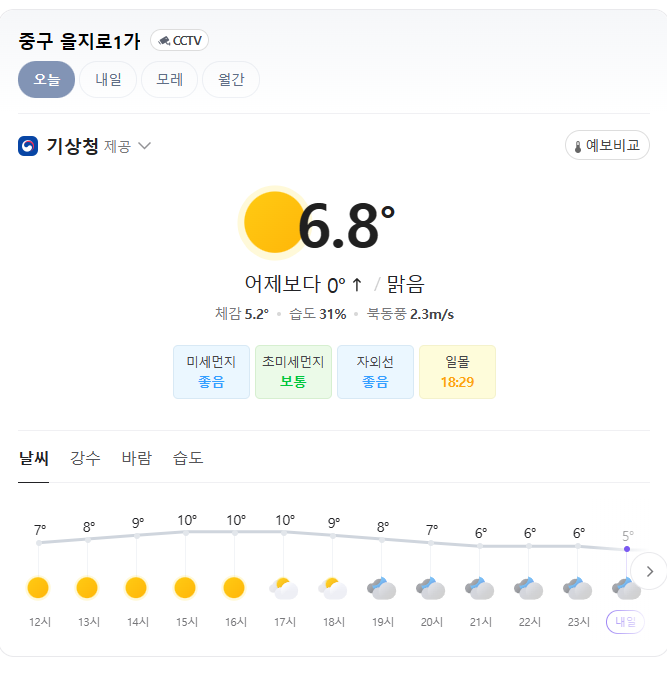 중구 을지로1가 CCTV
오늘 내일 모레 월간
기상청 제공 예보비교
6.8°
어제보다 0° ↑ / 맑음
체감 5.2° • 습도 31% • 북동풍 2.3m/s
미세먼지 초미세먼지 자외선 일몰
좋음 보통 좋음 18:29
날씨 강수 바람 습도
7° 8° 9° 10° 10° 10° 9° 8° 7° 6° 6° 6° 5°
12시 13시 14시 15시 16시 17시 18시 19시 20시 21시 22시 23시 내일